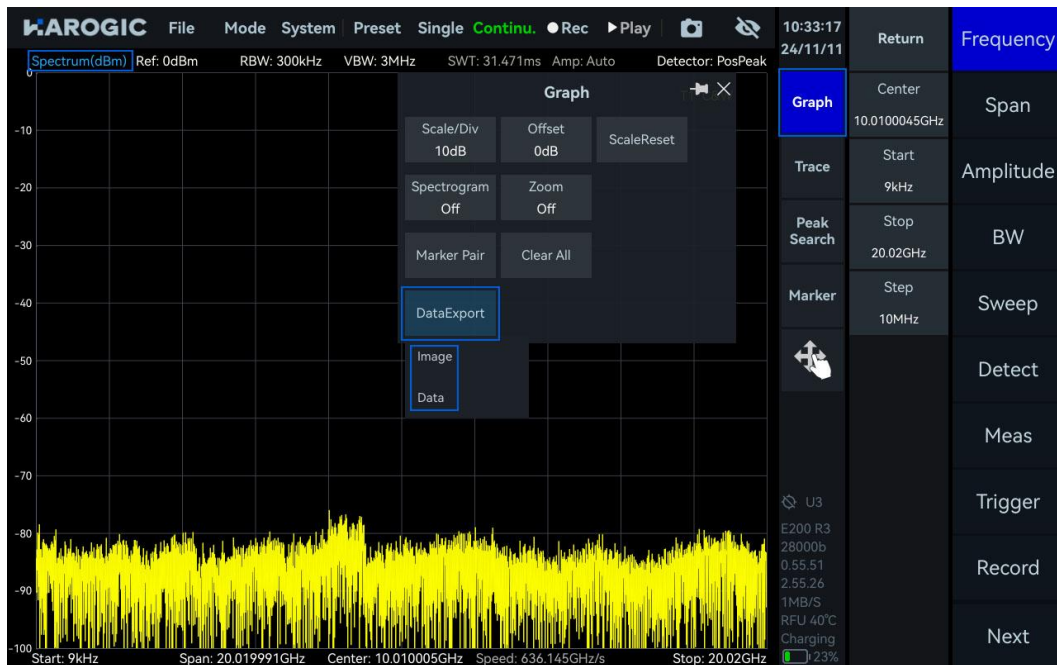 HAROGIC File Mode System Preset Single Continu. Rec Play
10:33:17
24/11/11
Spectrum(dBm) Ref: 0dBm RBW: 300kHz VBW: 3MHz SWT: 31.471ms Amp: Auto Detector: PosPeak
0
-10
-20
-30
-40
-50
-60
-70
-80
-90
-100
Graph
Scale/Div
10dB
Offset
0dB
ScaleReset
Spectrogram
Off
Zoom
Off
Marker Pair
Clear All
DataExport
Image
Data
Start: 9kHz Span: 20.019991GHz Center: 10.010005GHz Speed: 636.145GHz/s Stop: 20.02GHz
Graph
Trace
Peak
Search
Marker
U3
E200 R3
28000b
0.55.51
2.55.26
1MB/S
RFU 40℃
Charging
23%
Return
Center
10.0100045GHz
Start
9kHz
Stop
20.02GHz
Step
10MHz
Frequency
Span
Amplitude
BW
Sweep
Detect
Meas
Trigger
Record
Next